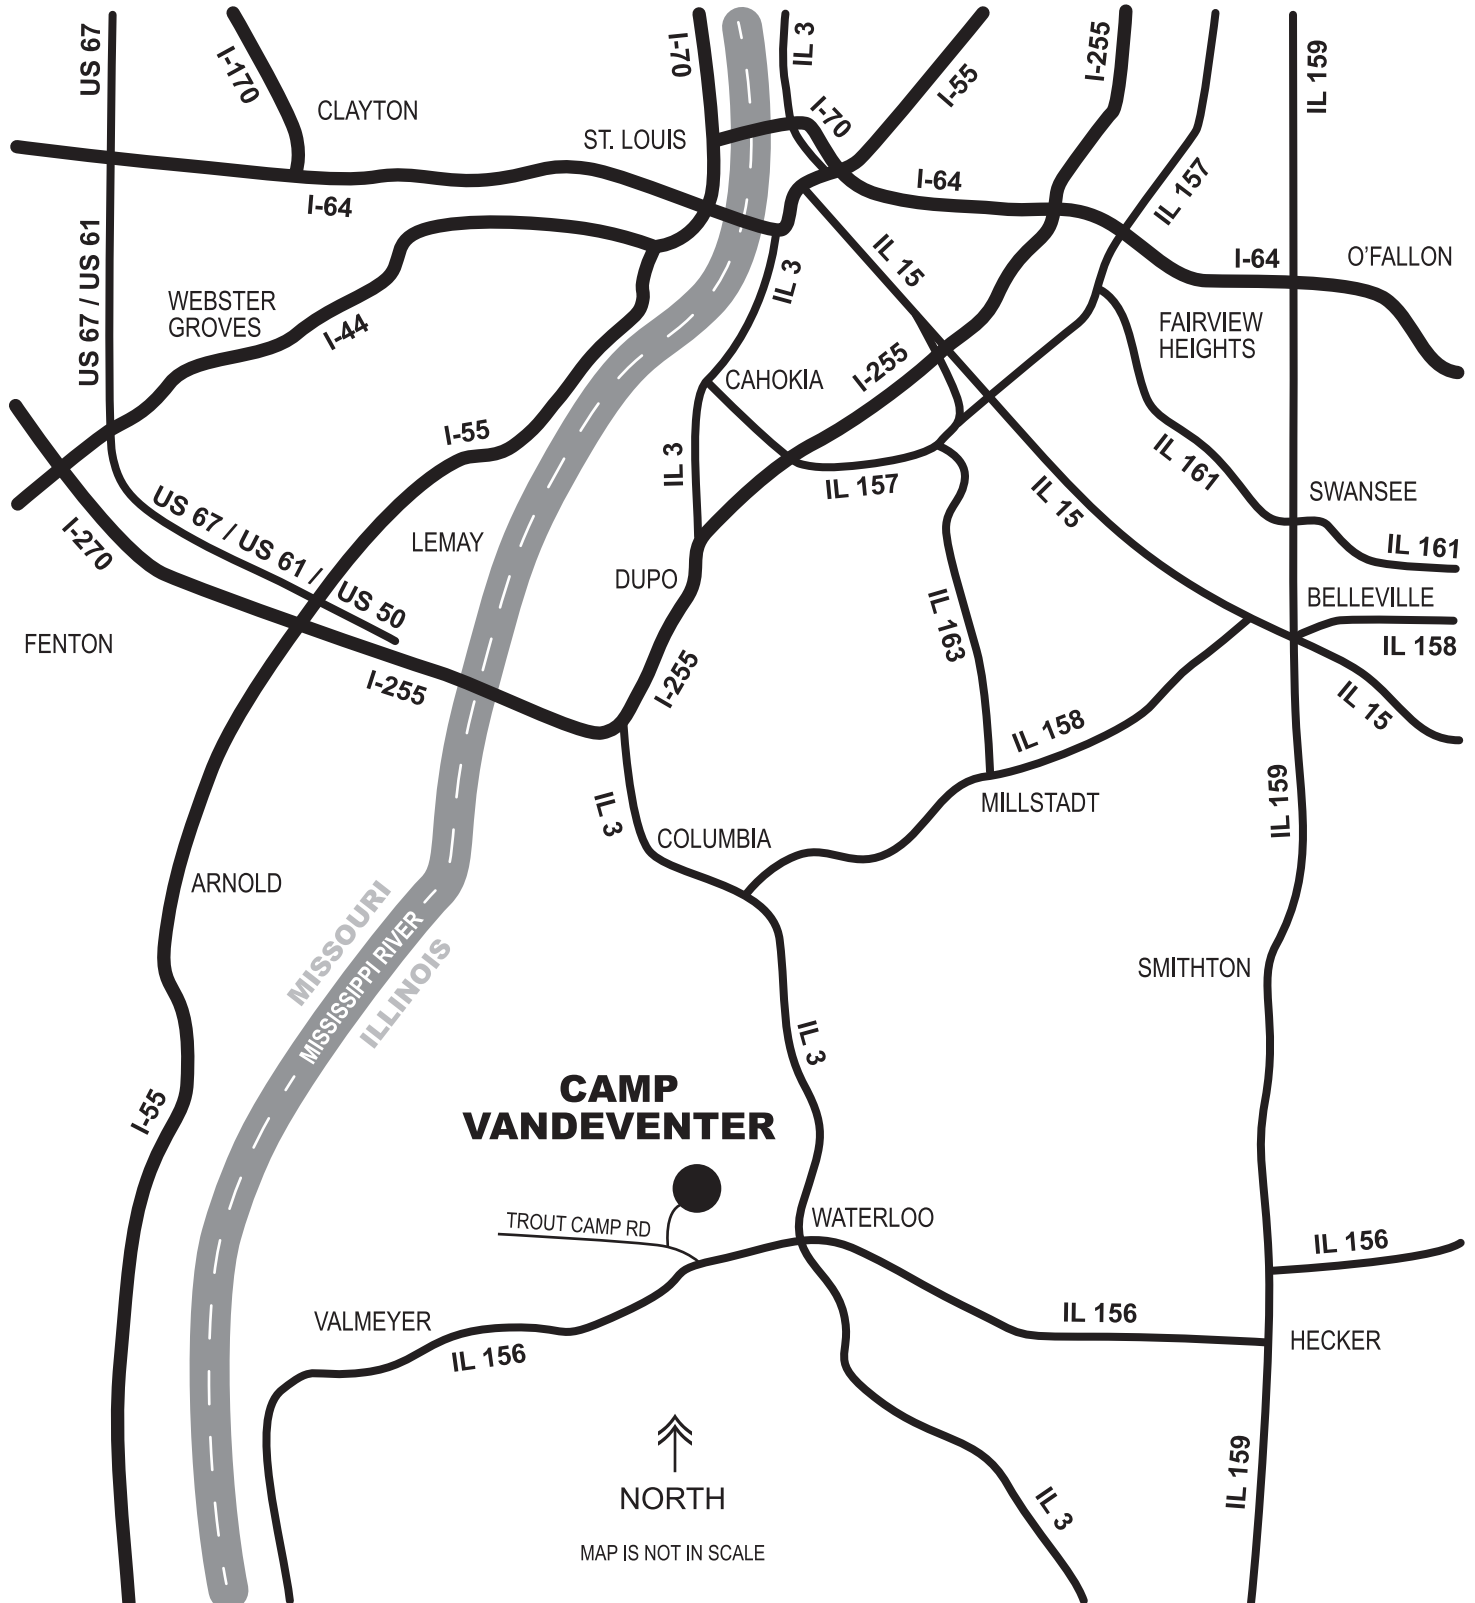 US 67
I-170
CLAYTON
I-70
IL 3
I-55
I-255
IL 159
ST. LOUIS
I-70
I-64
I-64
IL 157
US 67 / US 61
WEBSTER
GROVES
I-44
IL 3
IL 15
I-64
O'FALLON
FAIRVIEW
HEIGHTS
CAHOKIA
I-255
I-55
IL 3
IL 157
IL 161
SWANSEE
IL 15
US 67 / US 61 / US 50
I-270
LEMAY
IL 161
DUPO
BELLEVILLE
IL 163
FENTON
IL 158
I-255
I-255
IL 15
IL 158
IL 3
MILLSTADT
IL 159
COLUMBIA
ARNOLD
MISSOURI
MISSISSIPPI RIVER
ILLINOIS
SMITHTON
IL 3
CAMP
VANDEVENTER
I-55
TROUT CAMP RD
WATERLOO
IL 156
VALMEYER
IL 156
IL 156
HECKER
NORTH
IL 159
IL 3
MAP IS NOT IN SCALE